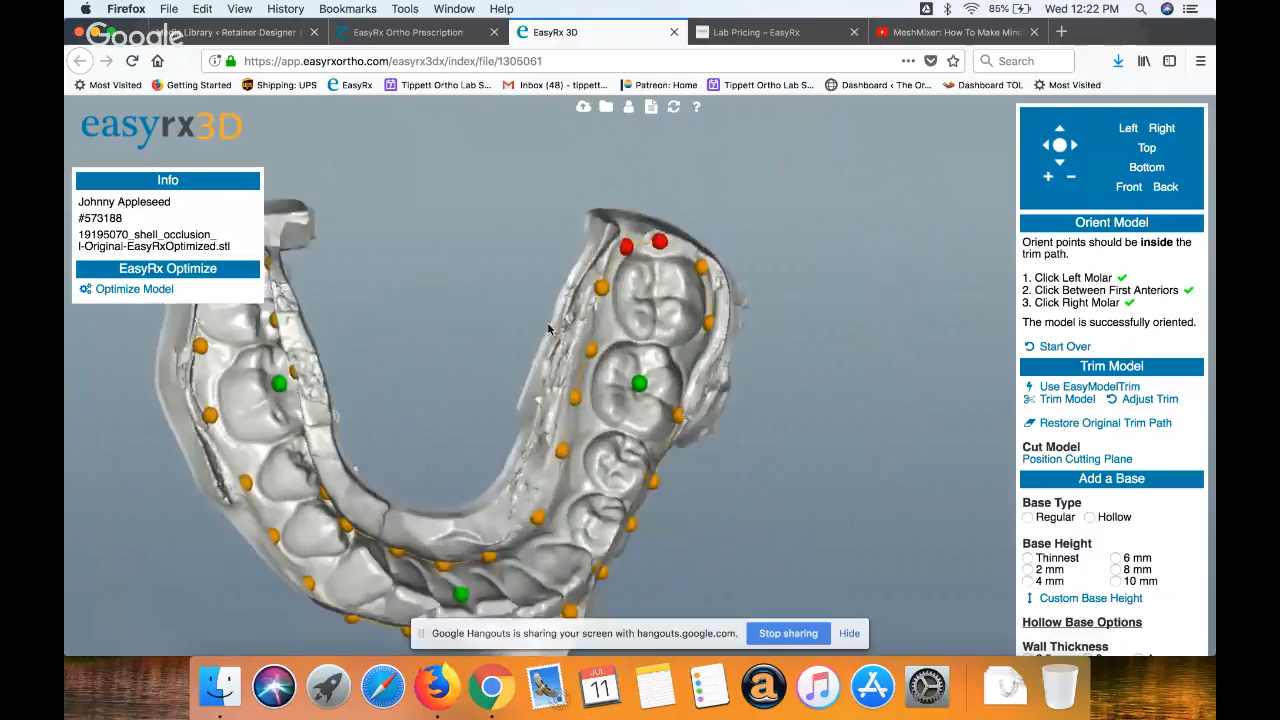 Firefox File Edit View History Bookmarks Tools Window Help 85% Wed 12:22 PM
Google
Media Library ‹ Retainer Designer EasyRx Ortho Prescription EasyRx 3D Lab Pricing – EasyRx MeshMixer: How To Make Min
https://app.easyrxortho.com/easyrx3dx/index/file/1305061 Search
Most Visited Getting Started Shipping: UPS EasyRx Tippett Ortho Lab S... Inbox (48) - tippett... Patreon: Home Tippett Ortho Lab S... Dashboard ‹ the Or... Dashboard TOL Most Visited
easyrx3D
Info
Johnny Appleseed
#573188
19195070_shell_occlusion_
l-Original-EasyRxOptimized.stl
EasyRx Optimize
Optimize Model
Left Right
Top
Bottom
Front Back
Orient Model
Orient points should be inside the
trim path.
1. Click Left Molar
2. Click Between First Anteriors
3. Click Right Molar
The model is successfully oriented.
Start Over
Trim Model
Use EasyModelTrim
Trim Model Adjust Trim
Restore Original Trim Path
Cut Model
Position Cutting Plane
Add a Base
Base Type
Regular Hollow
Base Height
Thinnest 6 mm
2 mm 8 mm
4 mm 10 mm
Custom Base Height
Hollow Base Options
Wall Thickness
Google Hangouts is sharing your screen with hangouts.google.com. Stop sharing Hide
JUL
11